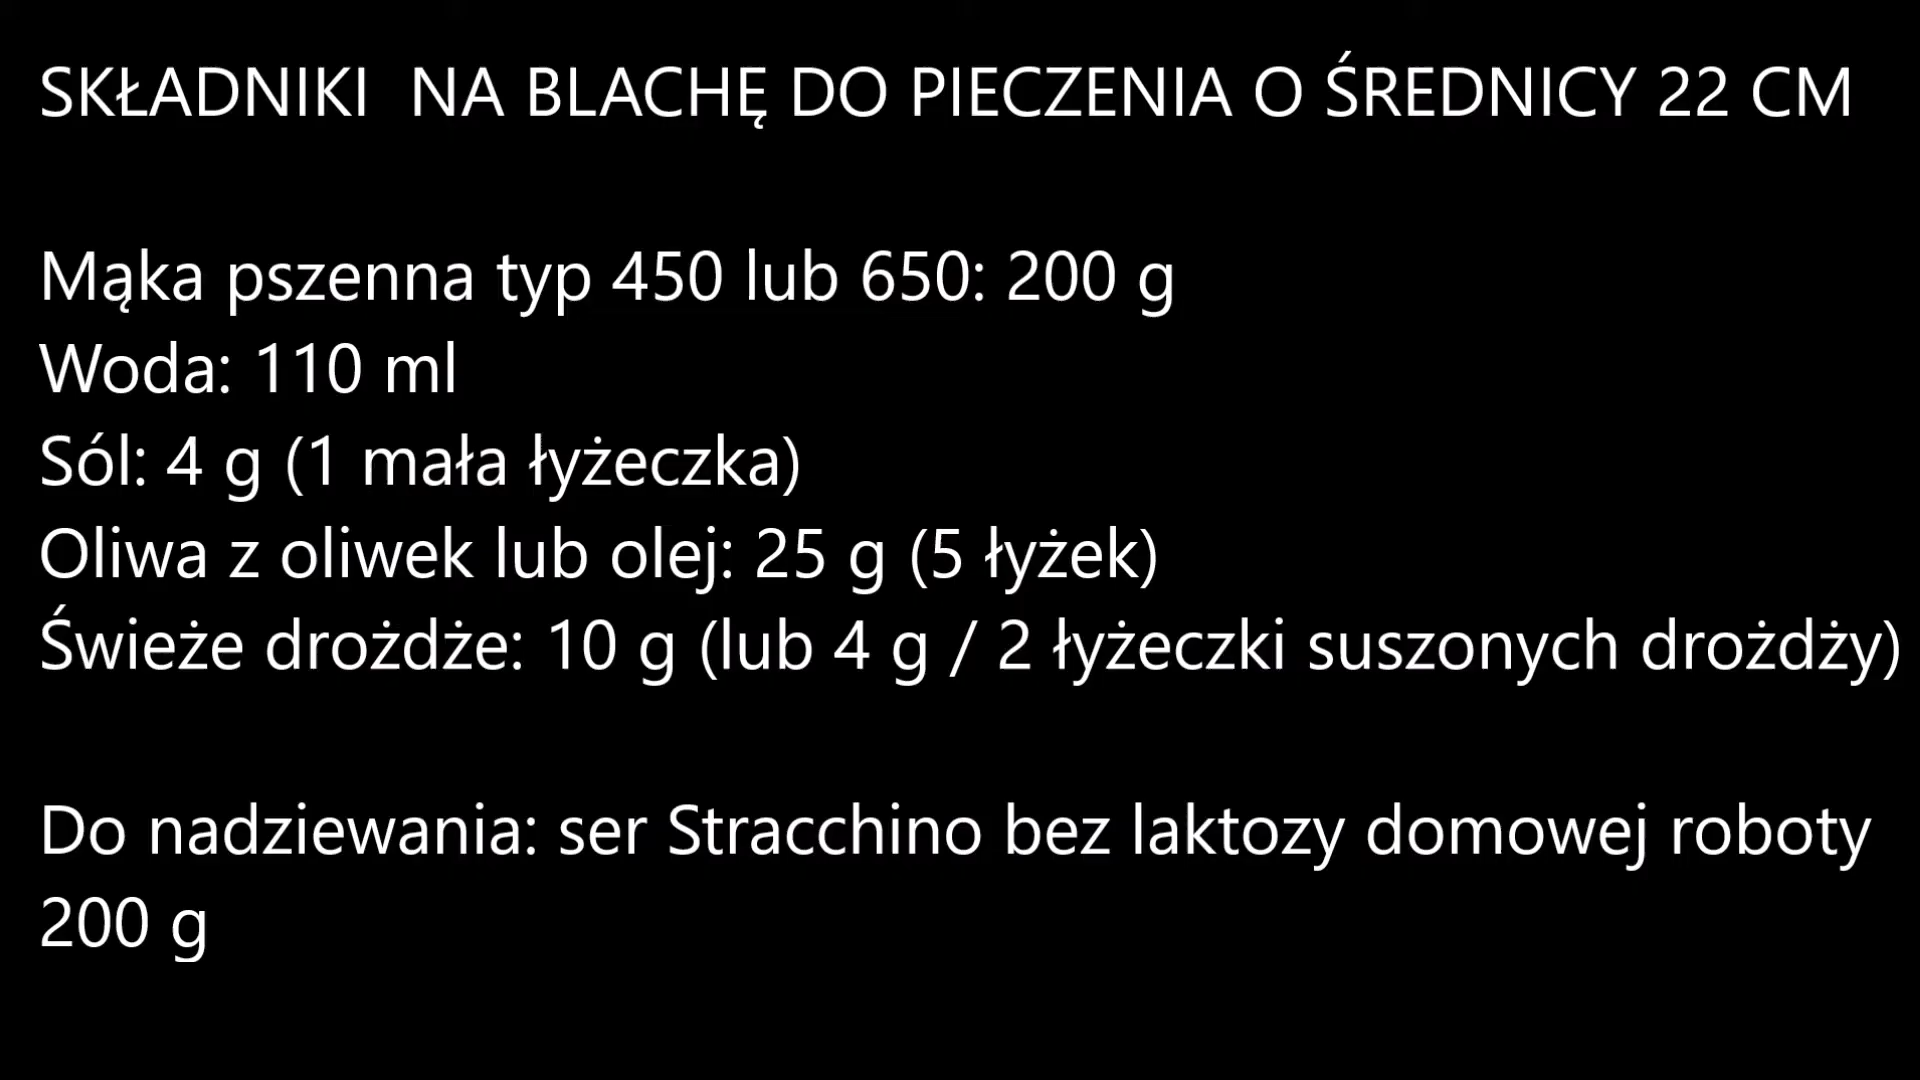 SKŁADNIKI  NA BLACHĘ DO PIECZENIA O ŚREDNICY 22 CM
Mąka pszenna typ 450 lub 650: 200 g
Woda: 110 ml
Sól: 4 g (1 mała łyżeczka)
Oliwa z oliwek lub olej: 25 g (5 łyżek)
Świeże drożdże: 10 g (lub 4 g / 2 łyżeczki suszonych drożdży)
Do nadziewania: ser Stracchino bez laktozy domowej roboty
200 g